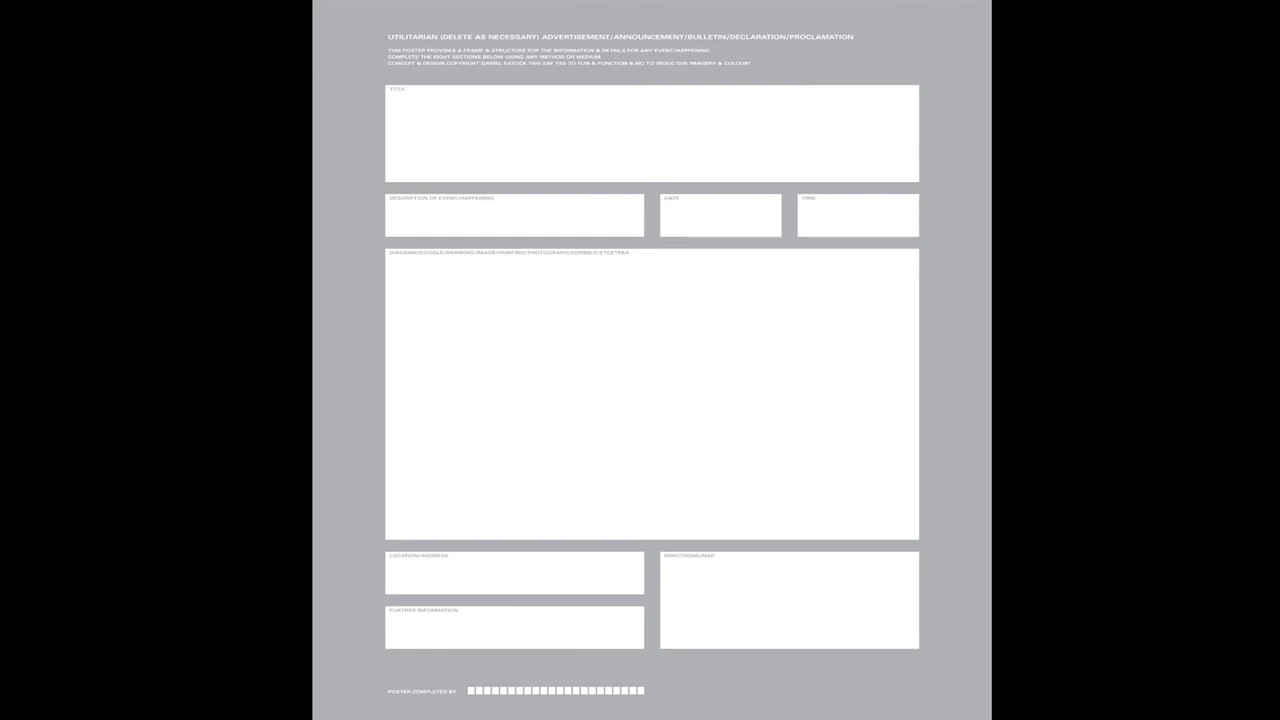 UTILITARIAN (DELETE AS NECESSARY) ADVERTISEMENT/ANNOUNCEMENT/BULLETIN/DECLARATION/PROCLAMATION
THIS POSTER PROVIDES A FRAME & STRUCTURE FOR THE INFORMATION & DETAILS FOR ANY EVENT/HAPPENING.
COMPLETE THE EIGHT SECTIONS BELOW USING ANY METHOD OR MEDIUM
CONCEPT & DESIGN COPYRIGHT DANIEL EATOCK 1998 SAY YES TO FUN & FUNCTION & NO TO SEDUCTIVE IMAGERY & COLOUR!
TITLE
DESCRIPTION OF EVENT/HAPPENING
DATE
TIME
DIAGRAM/DOODLE/DRAWING/IMAGE/PAINTING/PHOTOGRAPH/SCRIBBLE/ETCETERA
LOCATION/ADDRESS
DIRECTIONS/MAP
FURTHER INFORMATION
POSTER COMPLETED BY